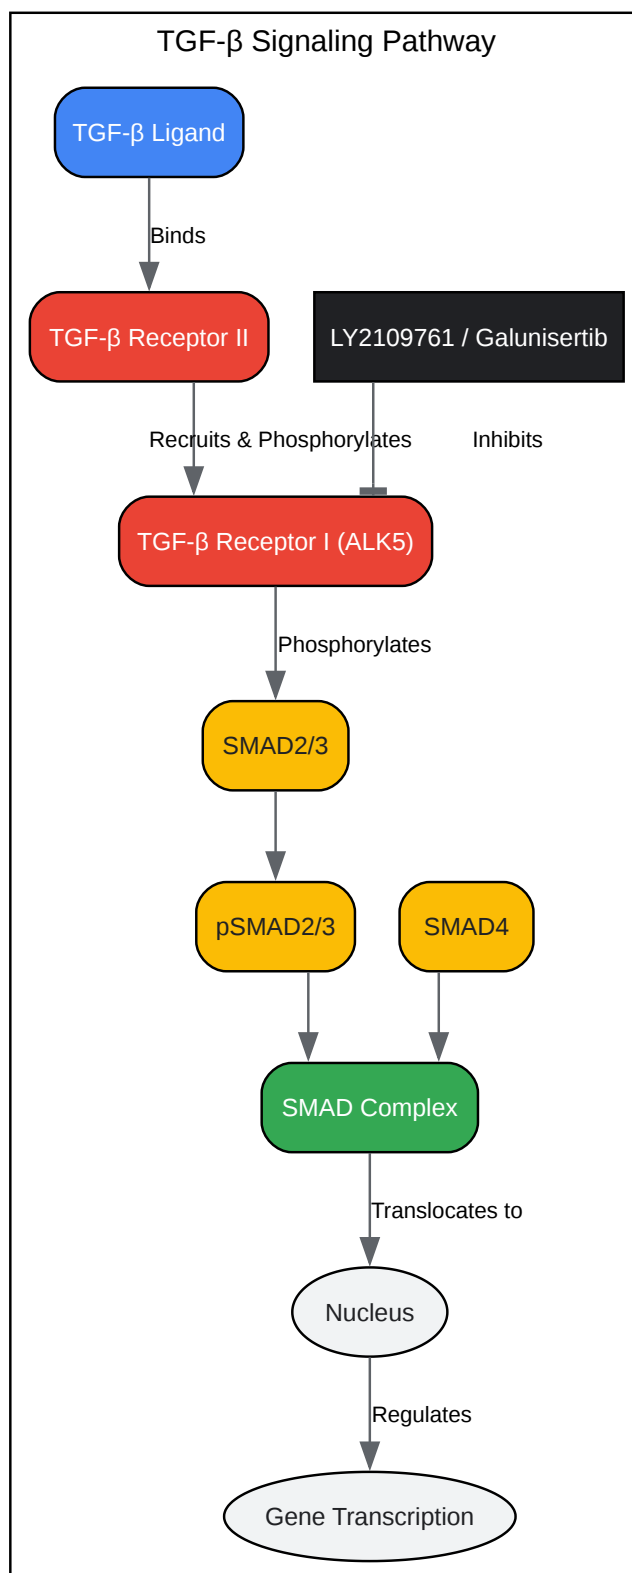 TGF-β Signaling Pathway
TGF-β Ligand
Binds
TGF-β Receptor II
LY2109761 / Galunisertib
Recruits & Phosphorylates
Inhibits
TGF-β Receptor I (ALK5)
Phosphorylates
SMAD2/3
pSMAD2/3
SMAD4
SMAD Complex
Translocates to
Nucleus
Regulates
Gene Transcription